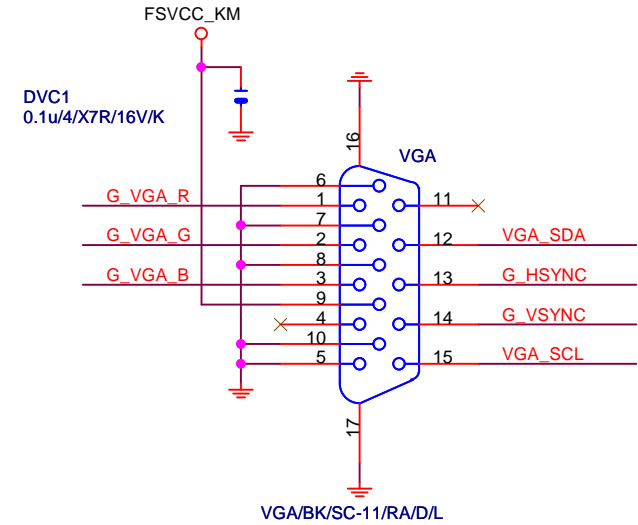 FSVCC_KM
DVC1
0.1u/4/X7R/16V/K
16
VGA
6
G_VGA_R
1
11
7
G_VGA_G
2
12
VGA_SDA
8
G_VGA_B
3
13
G_HSYNC
9
4
14
G_VSYNC
10
5
15
VGA_SCL
17
VGA/BK/SC-11/RA/D/L